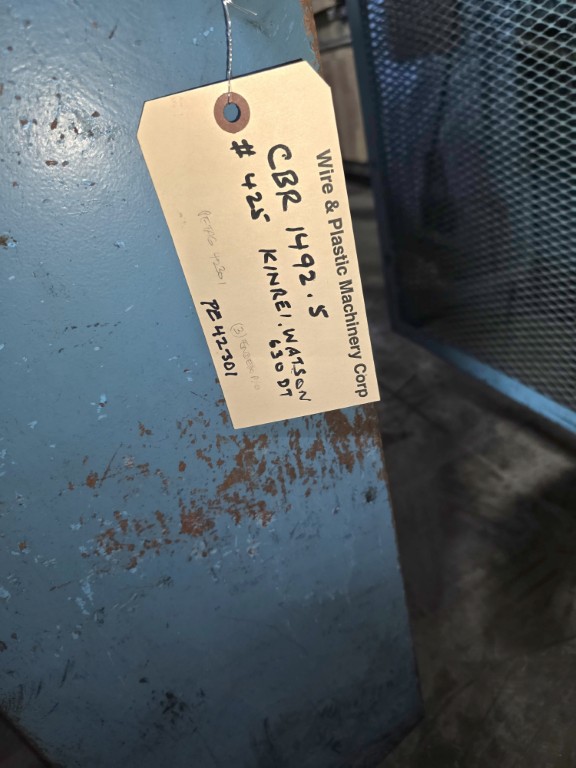 Wire & Plastic Machinery Corp
CBR 1492.5
# 425 KINREI. WATSON
630 DT
PE42301